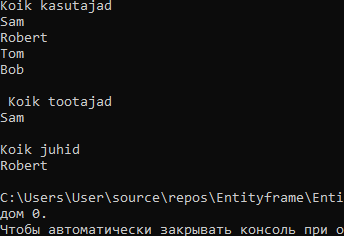 Koik kasutajad
Sam
Robert
Tom
Bob
Koik tootajad
Sam
Koik juhid
Robert
C:\Users\User\source\repos\Entityframe\Enti
дом 0.
Чтобы автоматически закрывать консоль при о